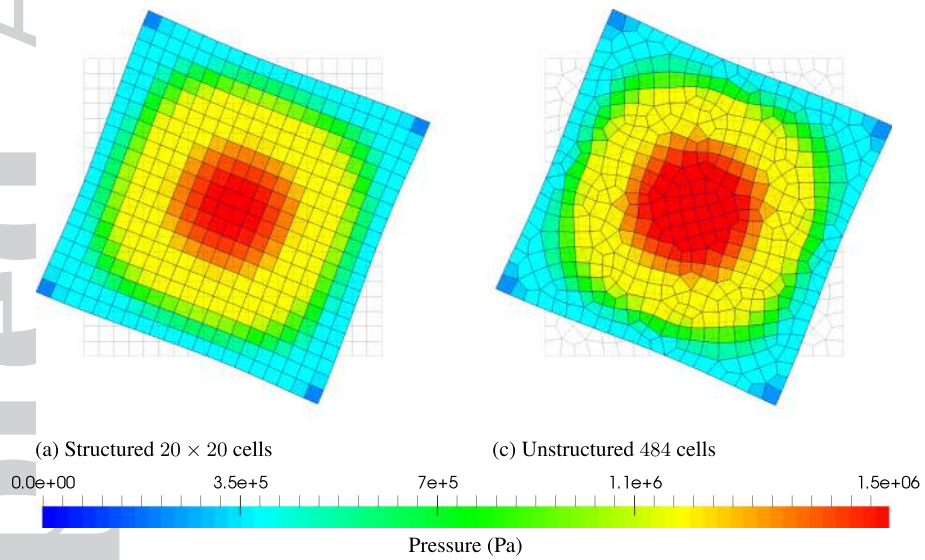 (a) Structured 20 × 20 cells
(c) Unstructured 484 cells
0.0e+00 3.5e+5 7e+5 1.1e+6 1.5e+06
Pressure (Pa)